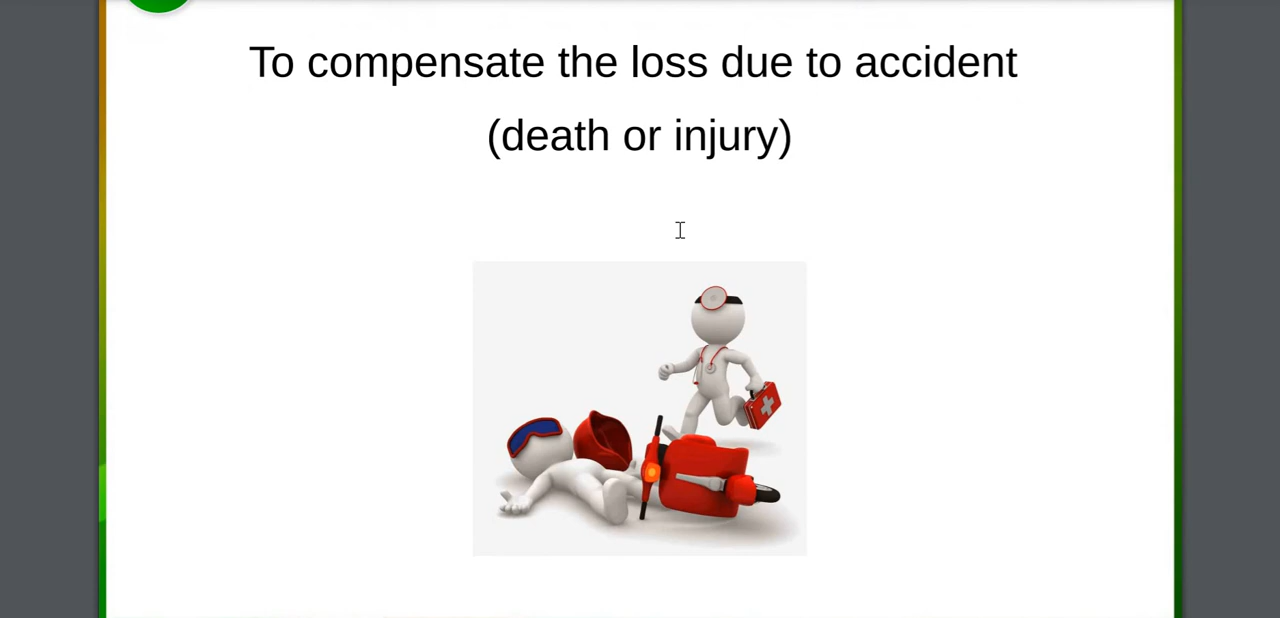 To compensate the loss due to accident
(death or injury)